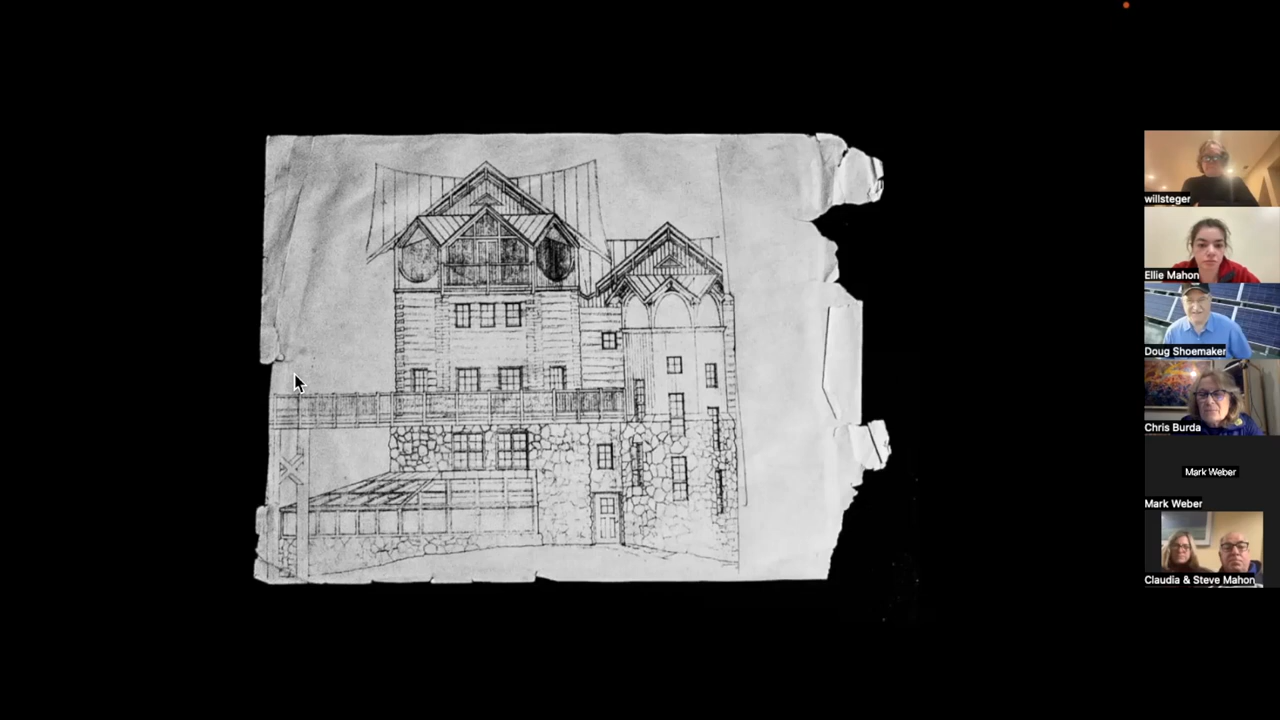 willsteger
Ellie Mahon
Doug Shoemaker
Chris Burda
Mark Weber
Mark Weber
Claudia & Steve Mahon